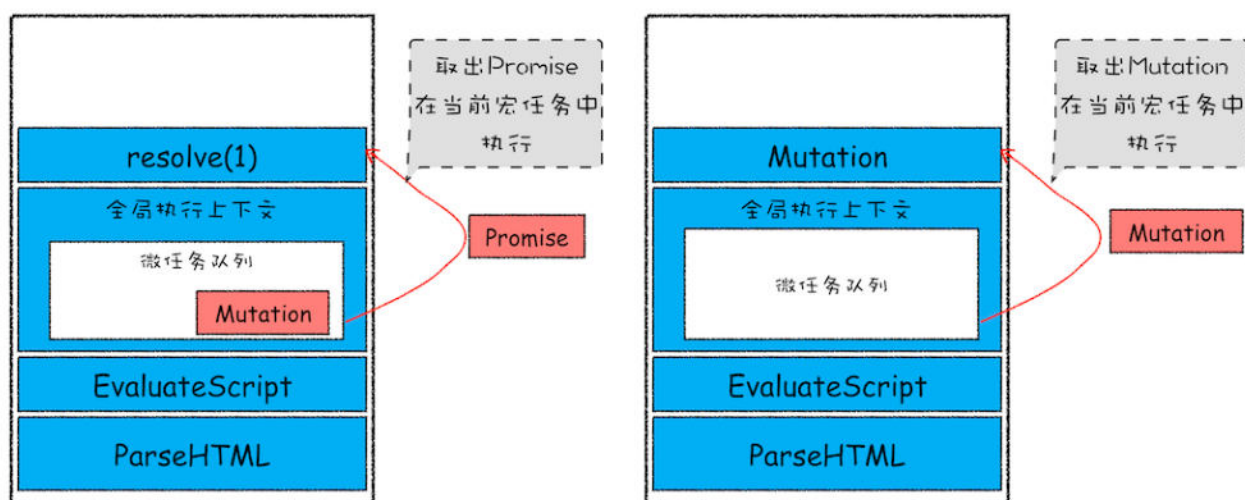 取出Promise
在当前宏任务中
执行
resolve(1)
全局执行上下文
微任务队列
Promise
Mutation
EvaluateScript
ParseHTML
取出Mutation
在当前宏任务中
执行
Mutation
全局执行上下文
微任务队列
Mutation
EvaluateScript
ParseHTML